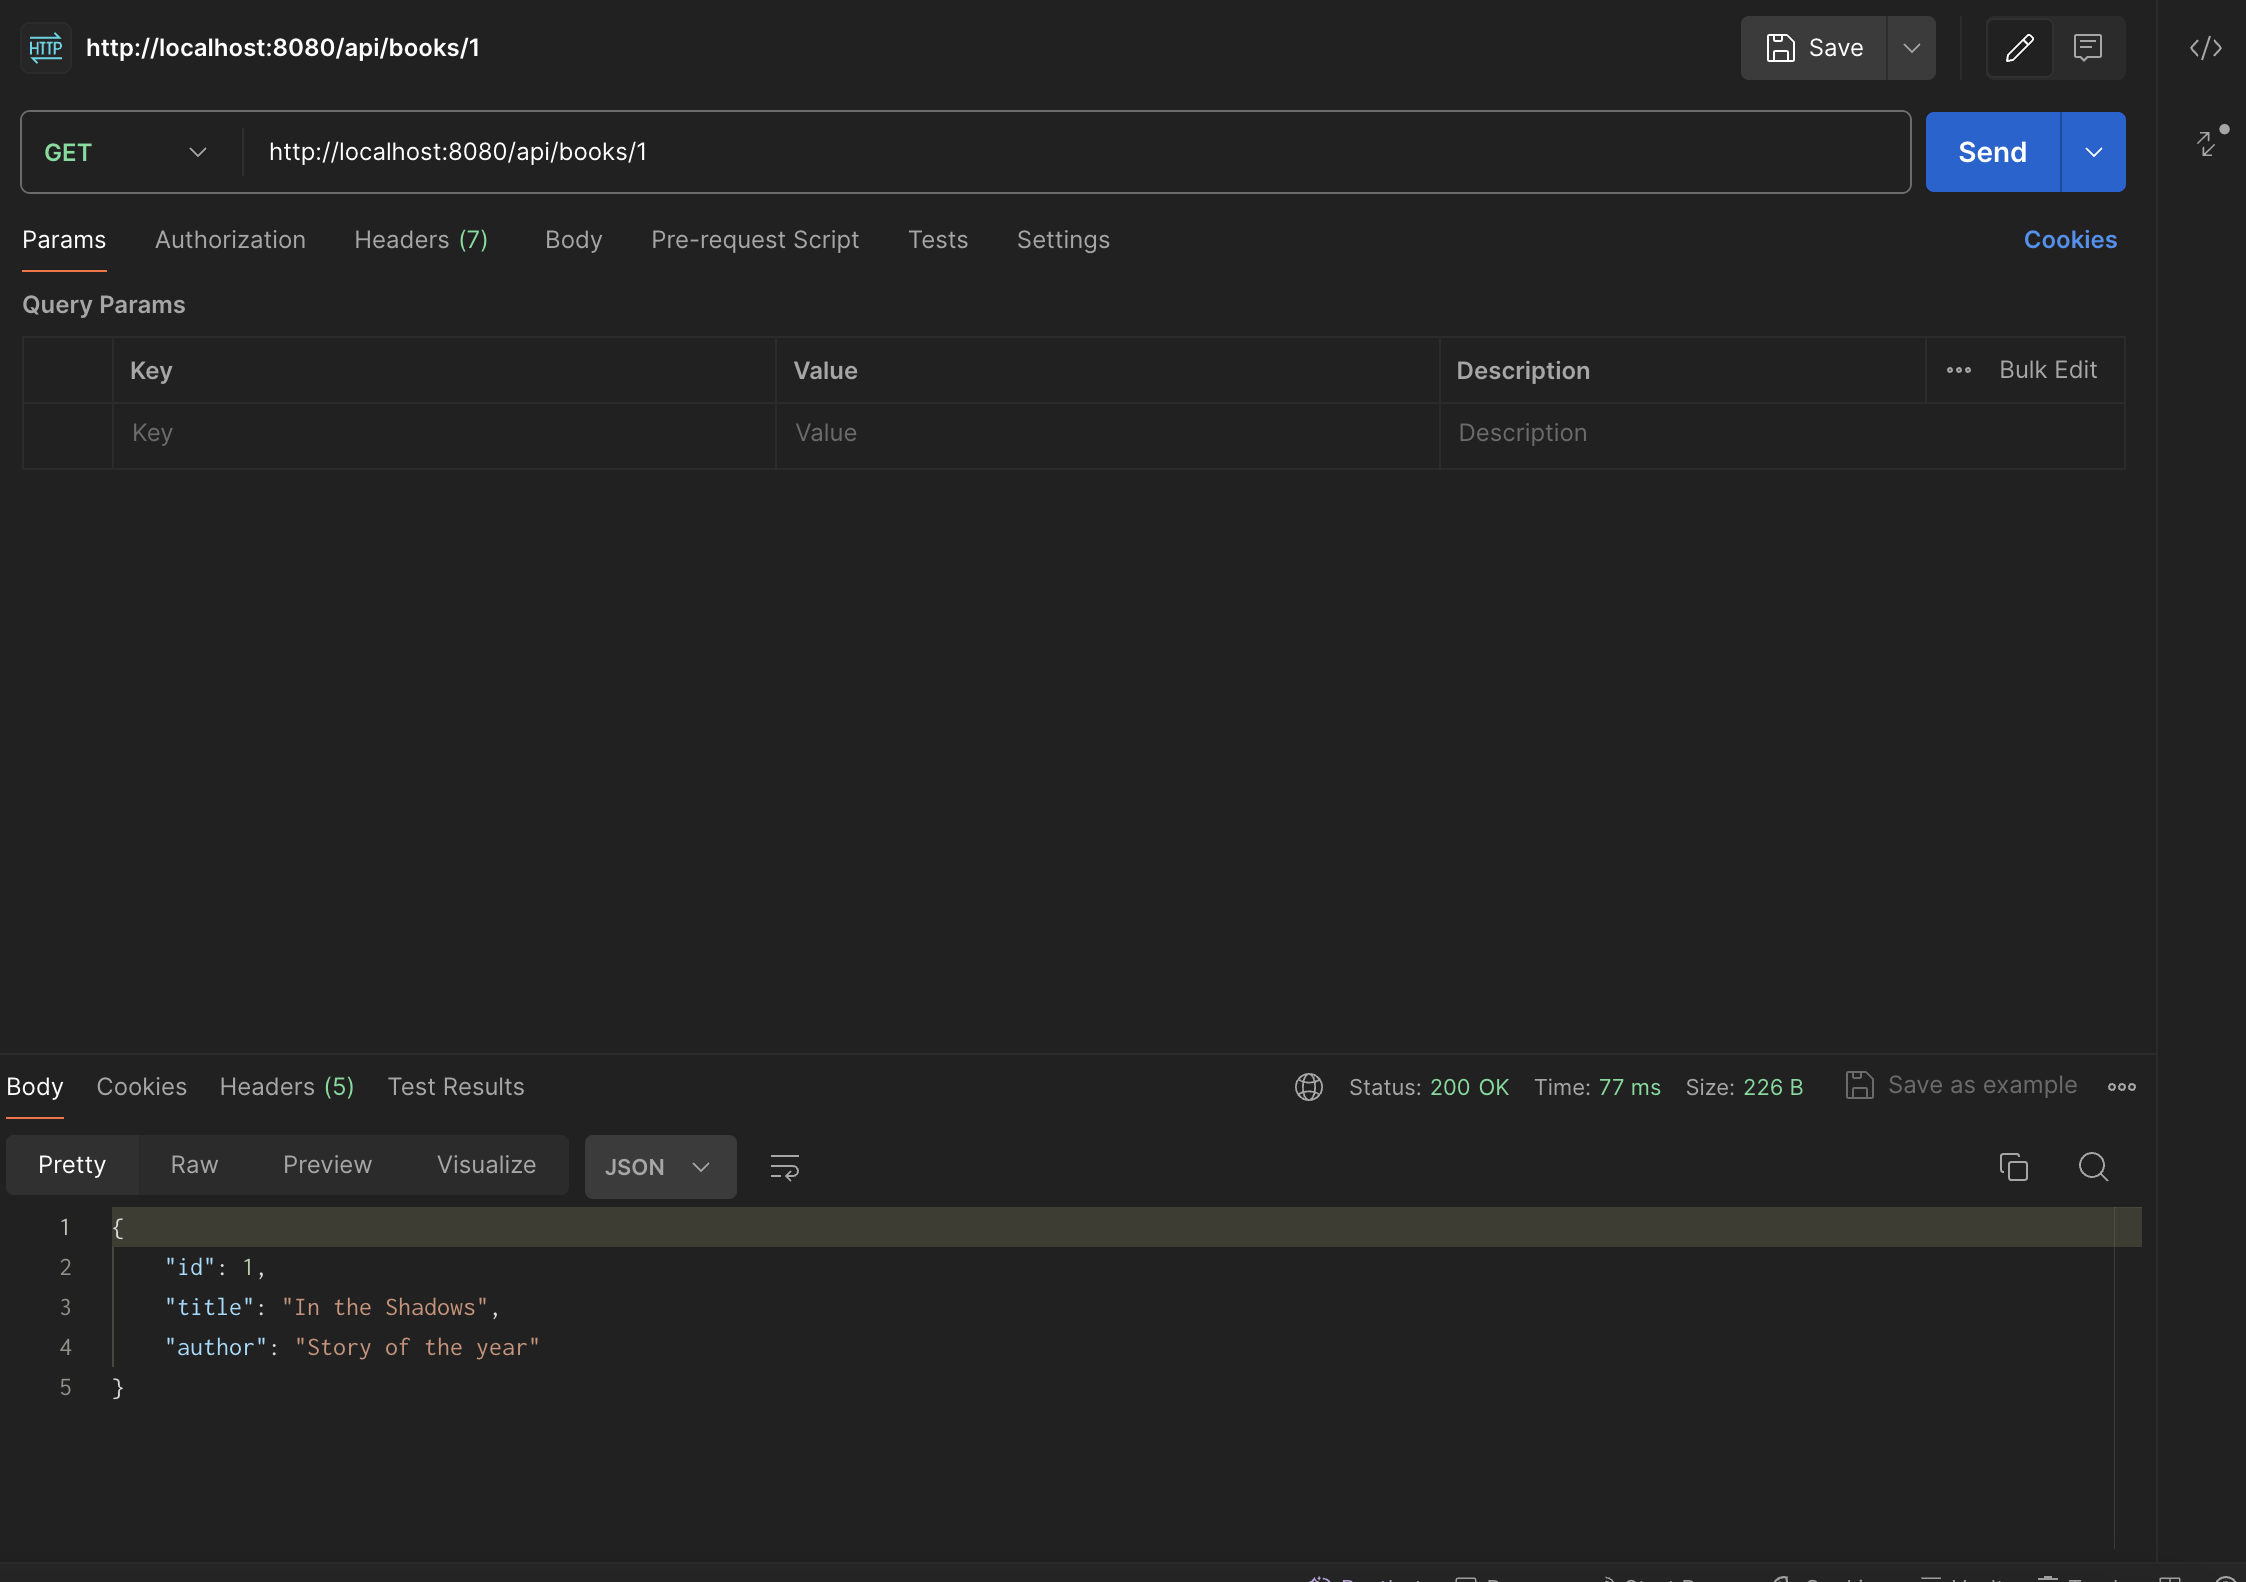 HTTP http://localhost:8080/api/books/1 Save
GET http://localhost:8080/api/books/1 Send
Params Authorization Headers (7) Body Pre-request Script Tests Settings Cookies
Query Params
Key Value Description Bulk Edit
Key Value Description
Body Cookies Headers (5) Test Results Status: 200 OK Time: 77 ms Size: 226 B Save as example
Pretty Raw Preview Visualize JSON
1 {
2 "id": 1,
3 "title": "In the Shadows",
4 "author": "Story of the year"
5 }